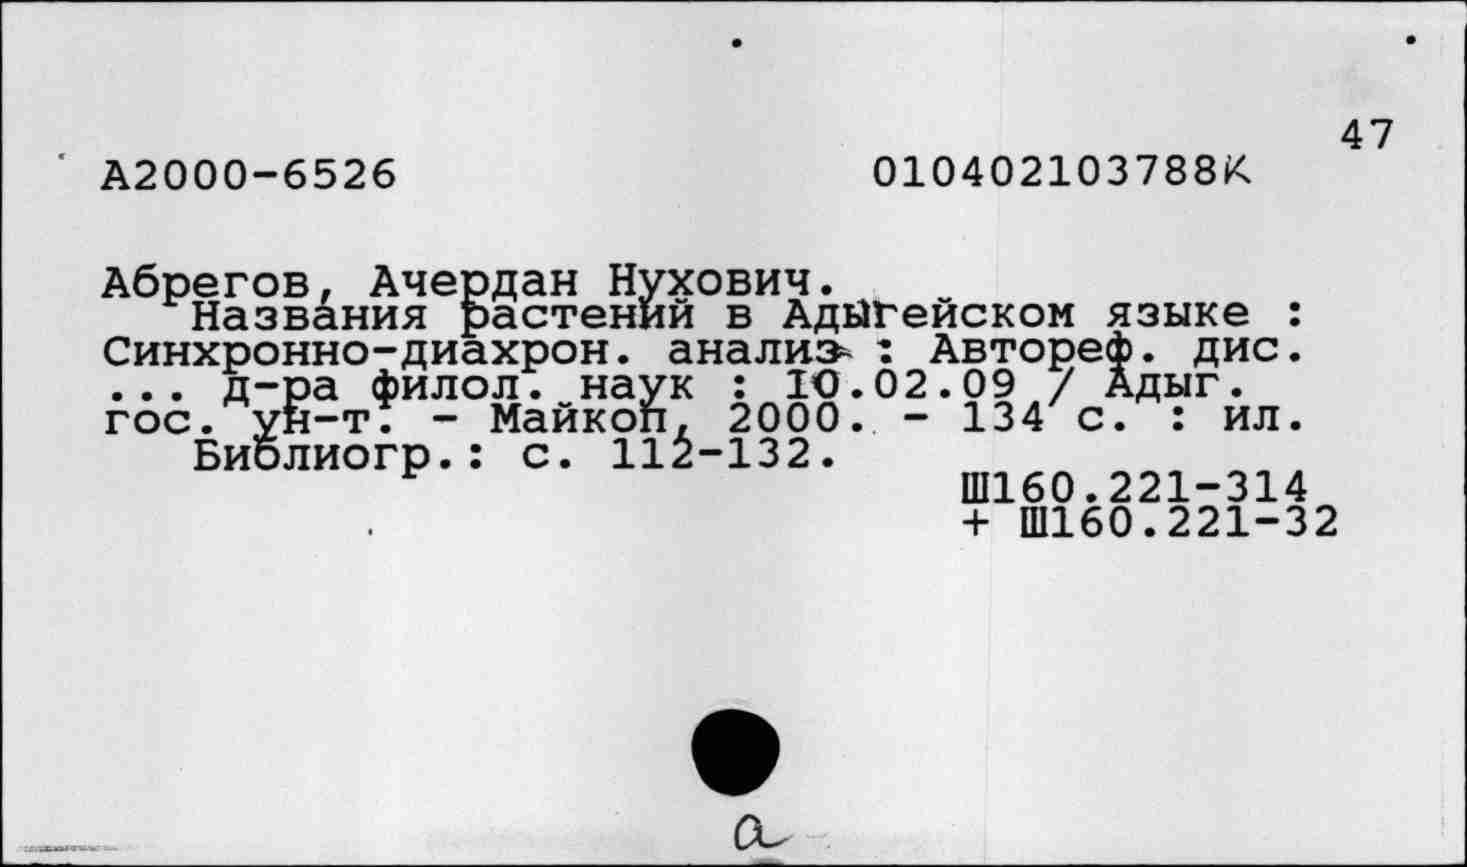 47
А2000-6526 010402103788К
Абрегов, Ачердан Нухович.
Названия растений в Адыгейском языке :
Синхронно-диахрон. анализ : Автореф. дис.
... д-ра филол. наук : 10.02.09 / Адыг.
гос. ун-т. - Майкоп, 2000. - 134 с. : ил.
Библиогр.: с. 112-132.
Ш160.221-314
+ Ш160.221-32
а